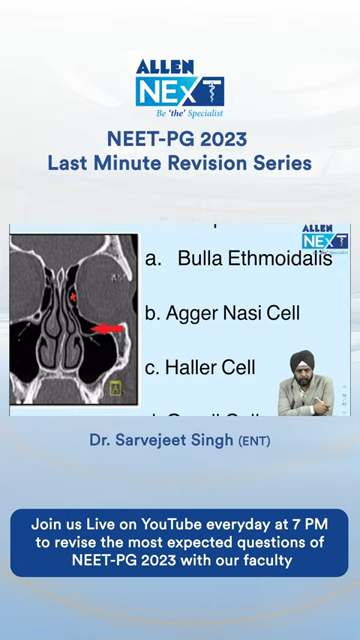 ALLEN
NEXT
Be 'the' Specialist
NEET-PG 2023
Last Minute Revision Series
ALLEN
NEXT
a. Bulla Ethmoidalis
b. Agger Nasi Cell
c. Haller Cell
Dr. Sarvejeet Singh (ENT)
Join us Live on YouTube everyday at 7 PM
to revise the most expected questions of
NEET-PG 2023 with our faculty